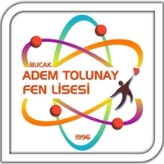 BUCAK
ADEM TOLUNAY
FEN LİSESİ
1996